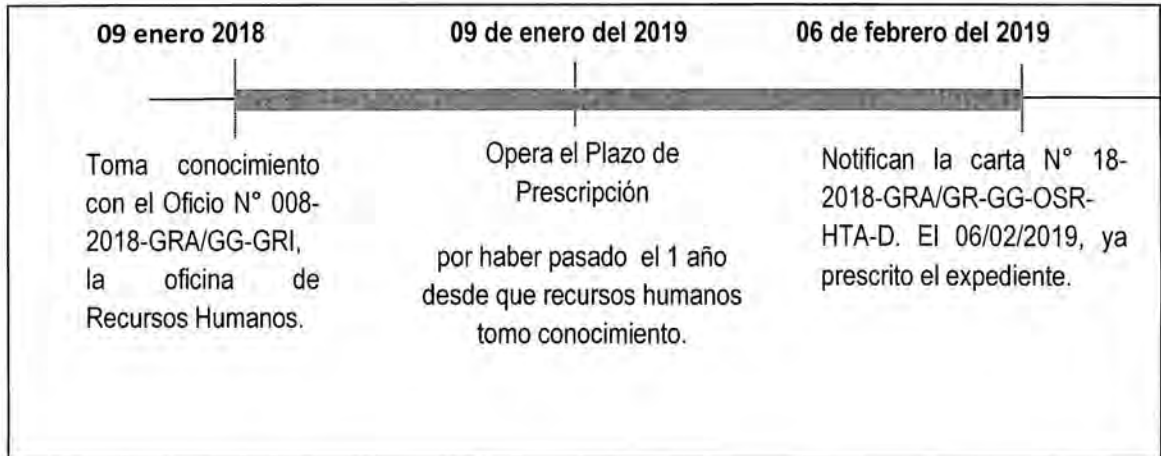 09 enero 2018
09 de enero del 2019
06 de febrero del 2019
Toma conocimiento
con el Oficio N° 008-
2018-GRA/GG-GRI,
la oficina de
Recursos Humanos.
Opera el Plazo de
Prescripción
por haber pasado el 1 año
desde que recursos humanos
tomo conocimiento.
Notifican la carta N° 18-
2018-GRA/GR-GG-OSR-
HTA-D. El 06/02/2019, ya
prescrito el expediente.